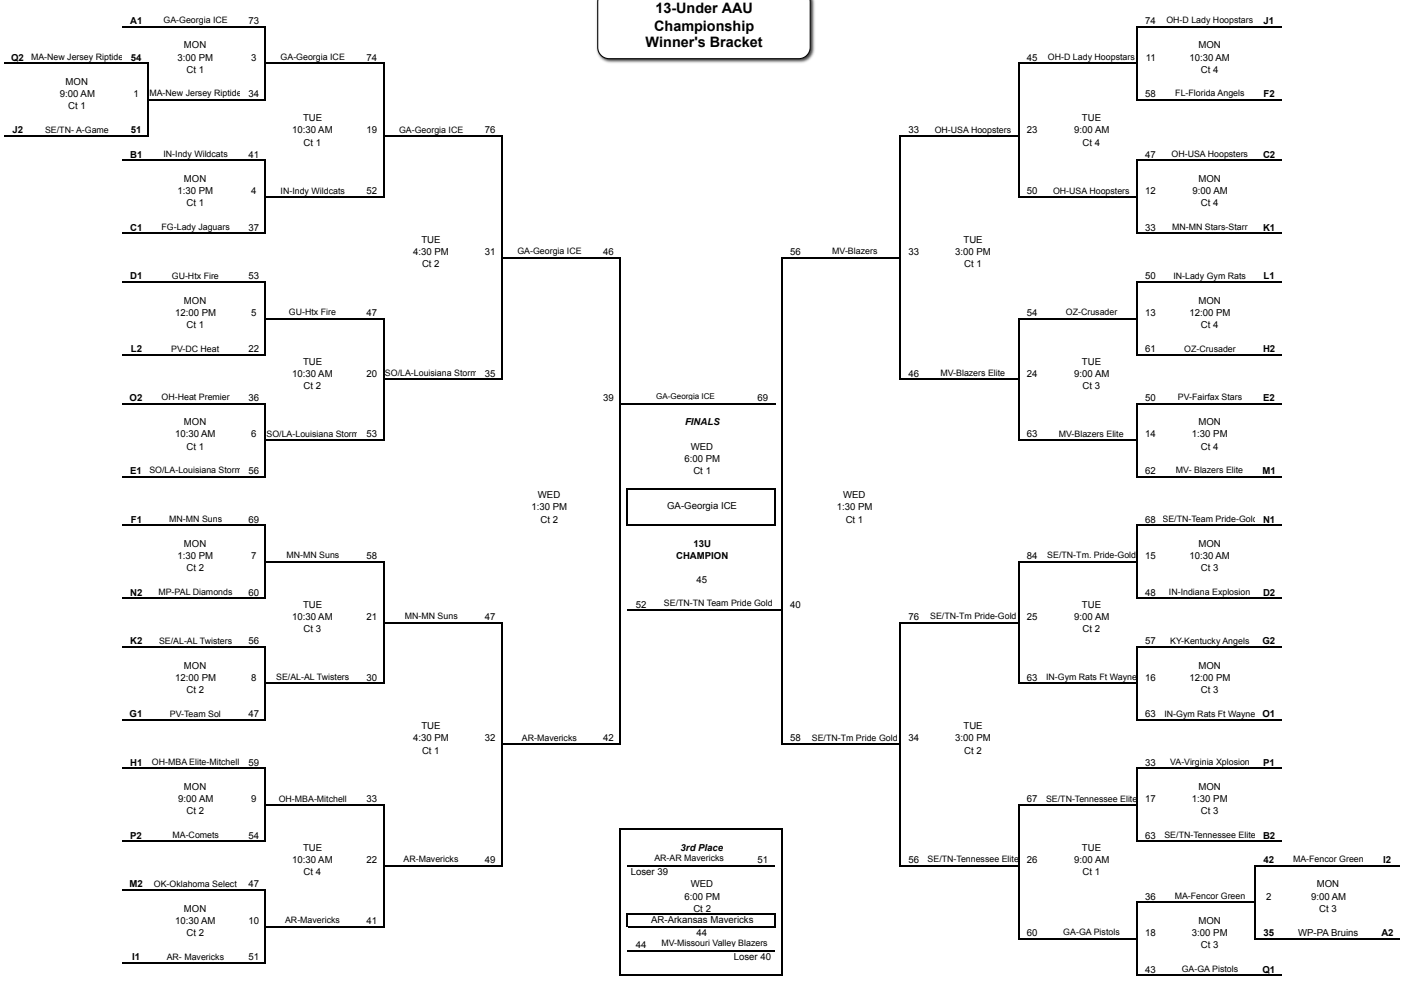 13-Under AAU
Championship
Winner's Bracket
A1 GA-Georgia ICE 73
MON
3:00 PM 3
Ct 1
Q2 MA-New Jersey Riptide 54
GA-Georgia ICE 74
MON
9:00 AM 1
Ct 1
MA-New Jersey Riptide 34
J2 SE/TN- A-Game 51
TUE
10:30 AM 19
Ct 1
GA-Georgia ICE 76
B1 IN-Indy Wildcats 41
MON
1:30 PM 4
Ct 1
IN-Indy Wildcats 52
C1 FG-Lady Jaguars 37
TUE
4:30 PM 31
Ct 2
GA-Georgia ICE 46
D1 GU-Htx Fire 53
MON
12:00 PM 5
Ct 1
GU-Htx Fire 47
L2 PV-DC Heat 22
TUE
10:30 AM 20
Ct 2
SO/LA-Louisiana Storm 35
O2 OH-Heat Premier 36
MON
10:30 AM 6
Ct 1
SO/LA-Louisiana Storm 53
E1 SO/LA-Louisiana Storm 56
WED
1:30 PM
Ct 2
39
F1 MN-MN Suns 69
MON
1:30 PM 7
Ct 2
MN-MN Suns 58
N2 MP-PAL Diamonds 60
TUE
10:30 AM 21
Ct 3
MN-MN Suns 47
K2 SE/AL-AL Twisters 56
MON
12:00 PM 8
Ct 2
SE/AL-AL Twisters 30
G1 PV-Team Sol 47
TUE
4:30 PM 32
Ct 1
AR-Mavericks 42
H1 OH-MBA Elite-Mitchell 59
MON
9:00 AM 9
Ct 2
OH-MBA-Mitchell 33
P2 MA-Comets 54
TUE
10:30 AM 22
Ct 4
AR-Mavericks 49
M2 OK-Oklahoma Select 47
MON
10:30 AM 10
Ct 2
AR-Mavericks 41
I1 AR- Mavericks 51
GA-Georgia ICE 69
FINALS
WED
6:00 PM
Ct 1
GA-Georgia ICE
13U
CHAMPION
45
52 SE/TN-TN Team Pride Gold
3rd Place
AR-AR Mavericks 51
Loser 39
WED
6:00 PM
Ct 2
AR-Arkansas Mavericks
44
44 MV-Missouri Valley Blazers
Loser 40
74 OH-D Lady Hoopstars J1
MON
11 10:30 AM
Ct 4
45 OH-D Lady Hoopstars
58 FL-Florida Angels F2
TUE
23 9:00 AM
Ct 4
33 OH-USA Hoopsters
47 OH-USA Hoopsters C2
MON
12 9:00 AM
Ct 4
50 OH-USA Hoopsters
33 MN-MN Stars-Starr K1
TUE
33 3:00 PM
Ct 1
56 MV-Blazers
50 IN-Lady Gym Rats L1
MON
13 12:00 PM
Ct 4
54 OZ-Crusader
61 OZ-Crusader H2
TUE
24 9:00 AM
Ct 3
46 MV-Blazers Elite
50 PV-Fairfax Stars E2
MON
14 1:30 PM
Ct 4
63 MV-Blazers Elite
62 MV- Blazers Elite M1
WED
1:30 PM
Ct 1
40
68 SE/TN-Team Pride-Gold N1
MON
15 10:30 AM
Ct 3
84 SE/TN-Tm. Pride-Gold
48 IN-Indiana Explosion D2
TUE
25 9:00 AM
Ct 2
76 SE/TN-Tm Pride-Gold
57 KY-Kentucky Angels G2
MON
16 12:00 PM
Ct 3
63 IN-Gym Rats Ft Wayne
63 IN-Gym Rats Ft Wayne O1
TUE
34 3:00 PM
Ct 2
58 SE/TN-Tm Pride Gold
33 VA-Virginia Xplosion P1
MON
17 1:30 PM
Ct 3
67 SE/TN-Tennessee Elite
63 SE/TN-Tennessee Elite B2
TUE
26 9:00 AM
Ct 1
56 SE/TN-Tennessee Elite
42 MA-Fencor Green I2
MON
2 9:00 AM
Ct 3
36 MA-Fencor Green
35 WP-PA Bruins A2
MON
18 3:00 PM
Ct 3
60 GA-GA Pistols
43 GA-GA Pistols Q1